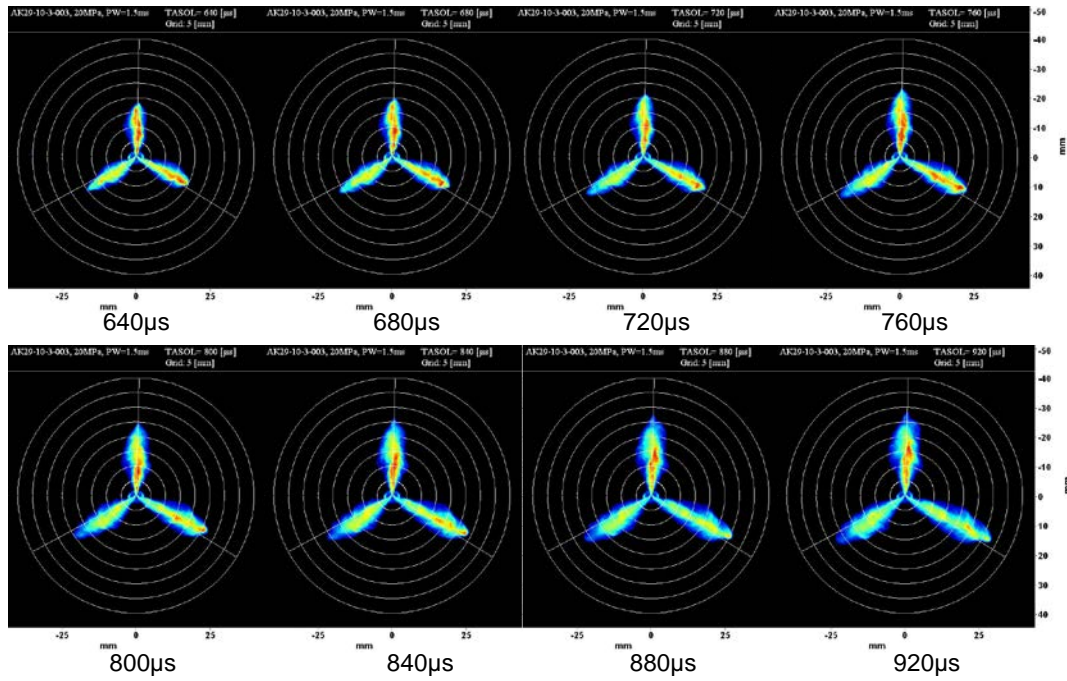 AK29-10-3-003, 20MPa, PW=1.5ms TASOL= 640 [µs]
Grid: 5 [mm]
AK29-10-3-003, 20MPa, PW=1.5ms TASOL= 680 [µs]
Grid: 5 [mm]
AK29-10-3-003, 20MPa, PW=1.5ms TASOL= 720 [µs]
Grid: 5 [mm]
AK29-10-3-003, 20MPa, PW=1.5ms TASOL= 760 [µs]
Grid: 5 [mm]
-50
-40
-30
-20
-10
0
10
20
30
40
mm
-25 0 25
mm
-25 0 25
mm
-25 0 25
mm
-25 0 25
mm
640µs 680µs 720µs 760µs
AK29-10-3-003, 20MPa, PW=1.5ms TASOL= 800 [µs]
Grid: 5 [mm]
AK29-10-3-003, 20MPa, PW=1.5ms TASOL= 840 [µs]
Grid: 5 [mm]
AK29-10-3-003, 20MPa, PW=1.5ms TASOL= 880 [µs]
Grid: 5 [mm]
AK29-10-3-003, 20MPa, PW=1.5ms TASOL= 920 [µs]
Grid: 5 [mm]
-50
-40
-30
-20
-10
0
10
20
30
40
mm
-25 0 25
mm
-25 0 25
mm
-25 0 25
mm
-25 0 25
mm
800µs 840µs 880µs 920µs